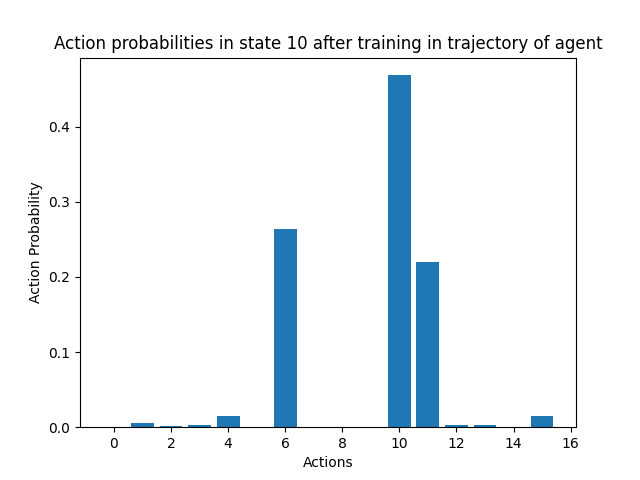 Action probabilities in state 10 after training in trajectory of agent
0.4
0.3
0.2
0.1
0.0
Action Probability
0 2 4 6 8 10 12 14 16
Actions